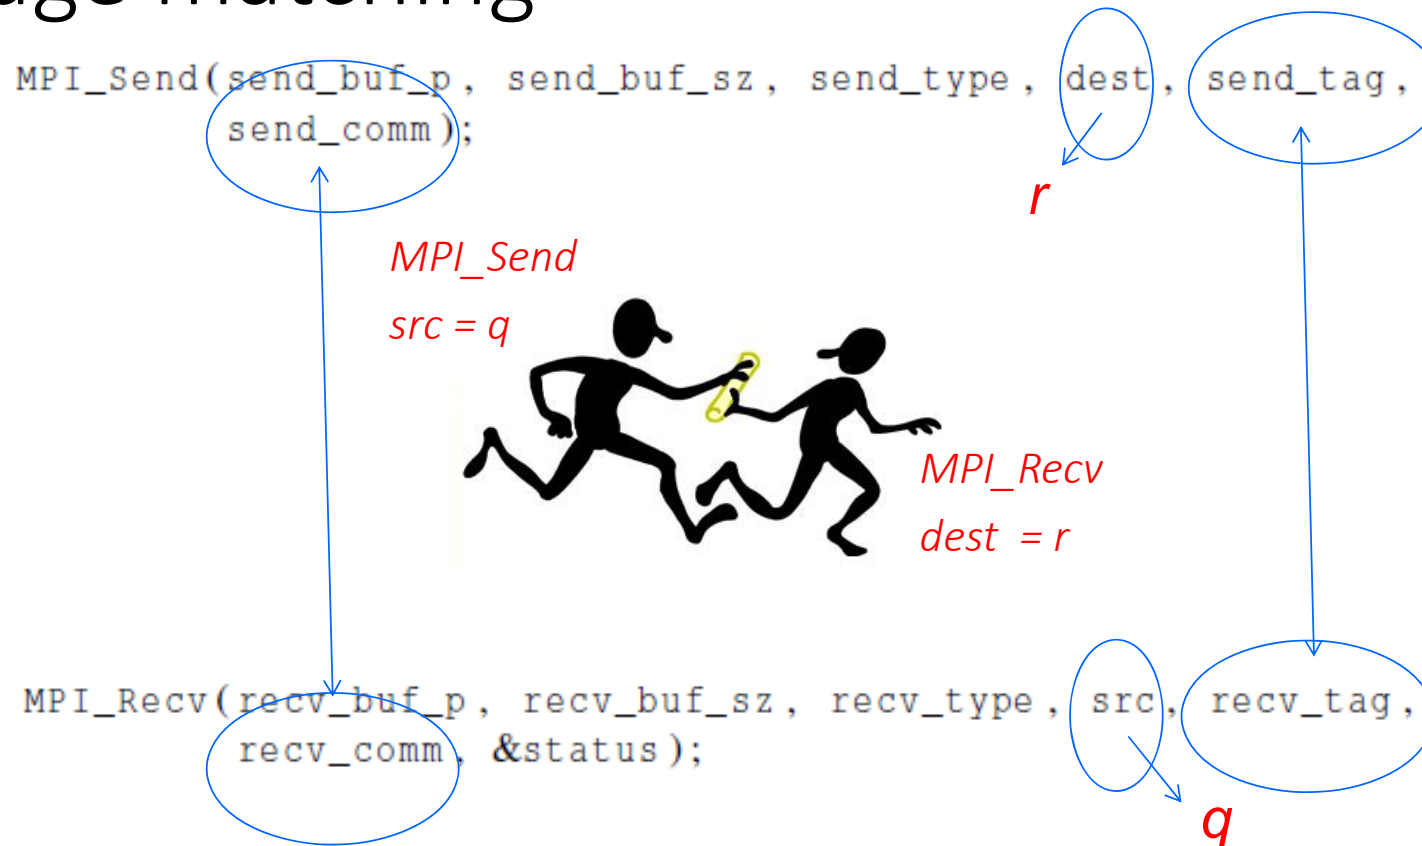 matching
MPI_Send(send_buf_p, send_buf_sz, send_type, dest, send_tag,
send_comm);
r
MPI_Send
src = q
MPI_Recv
dest = r
MPI_Recv(recv_buf_p, recv_buf_sz, recv_type, src, recv_tag,
recv_comm, &status);
q